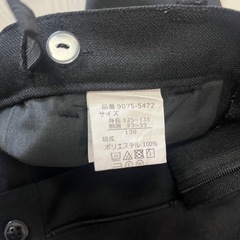 品番 9075-5472
サイズ
身長 125~135
胴囲 53~59
130
組成
ポリエステル 100%